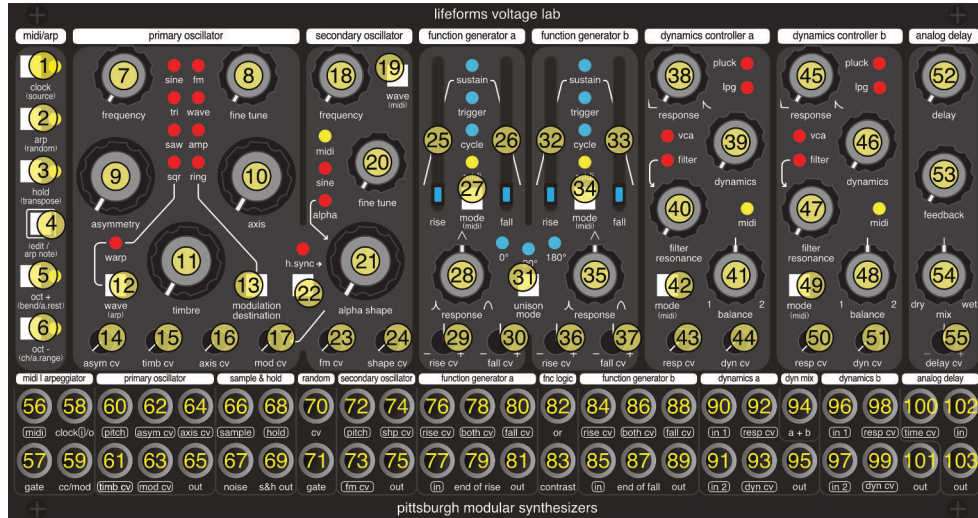 lifeforms voltage lab
midi/arp primary oscillator secondary oscillator function generator a function generator b dynamics controller a dynamics controller b analog delay
1
clock
(source)
2
arp
(random)
3
hold
(transpose)
4
(edit /
arp note)
5
oct +
(bend/a.rest)
6
oct -
(ch/a.range)
7
frequency
8
fine tune
sine fm
tri wave
saw amp
sqr ring
9
asymmetry
10
axis
warp
11
timbre
12
wave
(arp)
13
modulation
destination
14
asym cv
15
timb cv
16
axis cv
17
mod cv
18
frequency
19
wave
(midi)
midi
sine
alpha
20
fine tune
h.sync
21
alpha shape
22
23
fm cv
24
shape cv
sustain
trigger
cycle
25
26
27
rise mode fall
(midi)
28
response
29
− rise cv +
30
− fall cv +
0° 180°
31
unison
mode
sustain
trigger
cycle
32
33
34
rise mode fall
(midi)
35
response
36
− rise cv +
37
− fall cv +
38
response
pluck
lpg
vca
filter
39
dynamics
40
filter
resonance
midi
41
1 2
balance
42
mode
(midi)
43
resp cv
44
dyn cv
45
response
pluck
lpg
vca
filter
46
dynamics
47
filter
resonance
midi
48
1 2
balance
49
mode
(midi)
50
resp cv
51
dyn cv
52
delay
53
feedback
54
dry wet
mix
55
− +
delay cv
midi | arpeggiator primary oscillator sample & hold random secondary oscillator function generator a fnc logic function generator b dynamics a dyn mix dynamics b analog delay
56 58 60 62 64 66 68 70 72 74 76 78 80 82 84 86 88 90 92 94 96 98 100 102
midi clock(i)/o pitch asym cv axis cv sample hold cv pitch shp cv rise cv both cv fall cv or rise cv both cv fall cv in 1 resp cv a + b in 1 resp cv time cv in
57 59 61 63 65 67 69 71 73 75 77 79 81 83 85 87 89 91 93 95 97 99 101 103
gate cc/mod timb cv mod cv out noise s&h out gate fm cv out in end of rise out contrast in end of fall out in 2 dyn cv out in 2 dyn cv out out
pittsburgh modular synthesizers